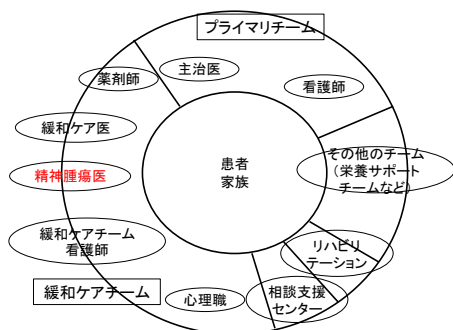 プライマリチーム
主治医
薬剤師
看護師
緩和ケア医
患者
家族
その他のチーム
(栄養サポート
チームなど)
精神腫瘍医
緩和ケアチーム
看護師
リハビリ
テーション
緩和ケアチーム
心理職
相談支援
センター